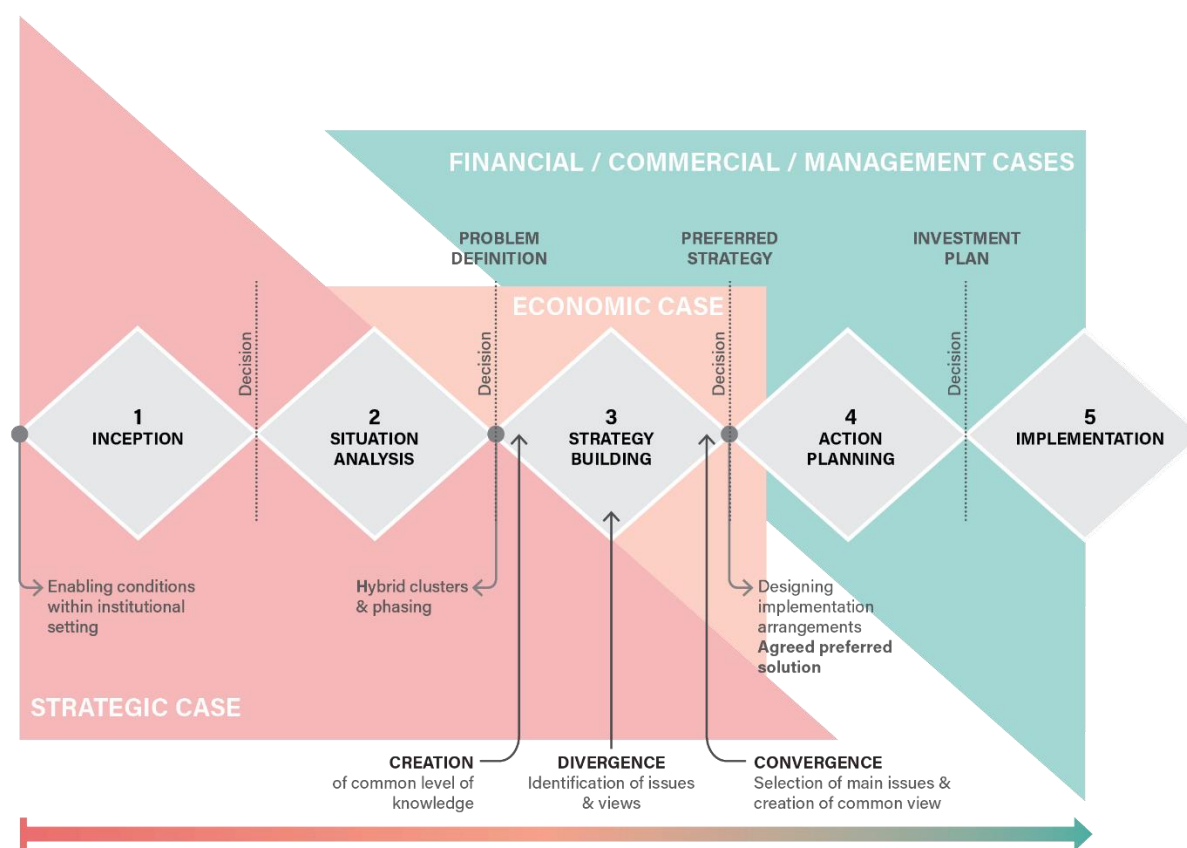 FINANCIAL / COMMERCIAL / MANAGEMENT CASES
PROBLEM
DEFINITION
PREFERRED
STRATEGY
INVESTMENT
PLAN
ECONOMIC CASE
Decision
Decision
Decision
Decision
1
INCEPTION
2
SITUATION
ANALYSIS
3
STRATEGY
BUILDING
4
ACTION
PLANNING
5
IMPLEMENTATION
Enabling conditions
within institutional
setting
Hybrid clusters
& phasing
Designing
implementation
arrangements
Agreed preferred
solution
STRATEGIC CASE
CREATION
of common level of
knowledge
DIVERGENCE
Identification of issues
& views
CONVERGENCE
Selection of main issues &
creation of common view